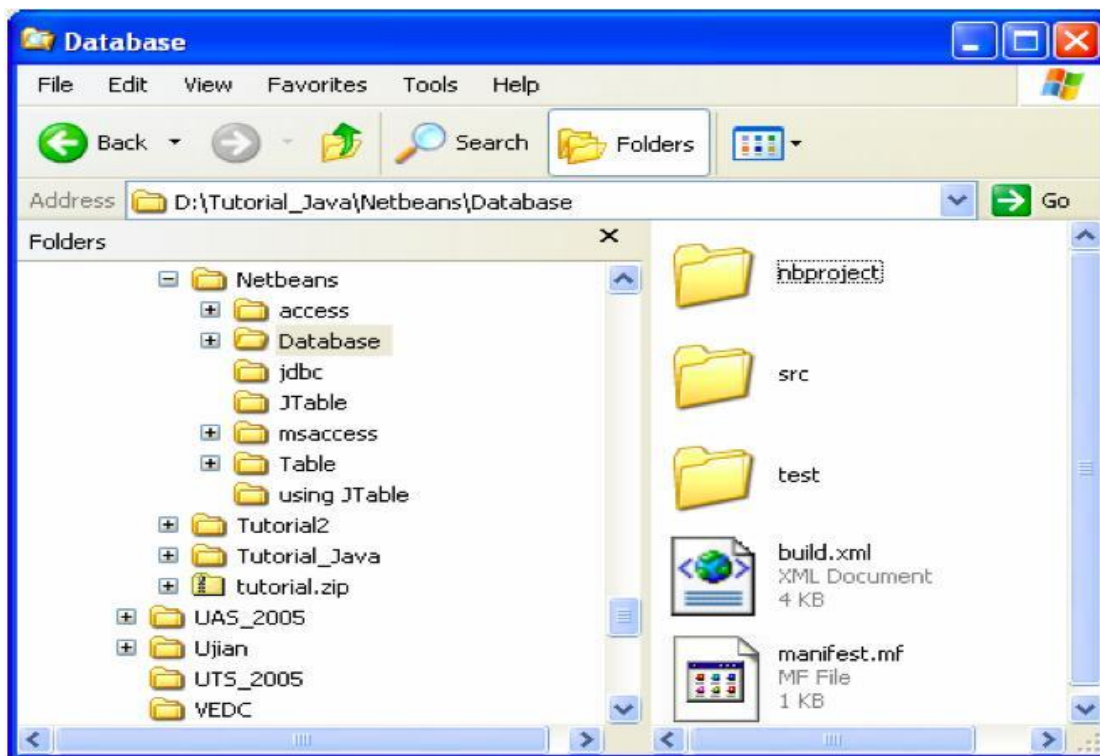 Database
File Edit View Favorites Tools Help
Back Search Folders
Address D:\Tutorial_Java\Netbeans\Database Go
Folders
Netbeans
access
Database
jdbc
JTable
msaccess
Table
using JTable
Tutorial2
Tutorial_Java
tutorial.zip
UAS_2005
Ujian
UTS_2005
VEDC
nbproject
src
test
build.xml
XML Document
4 KB
manifest.mf
MF File
1 KB